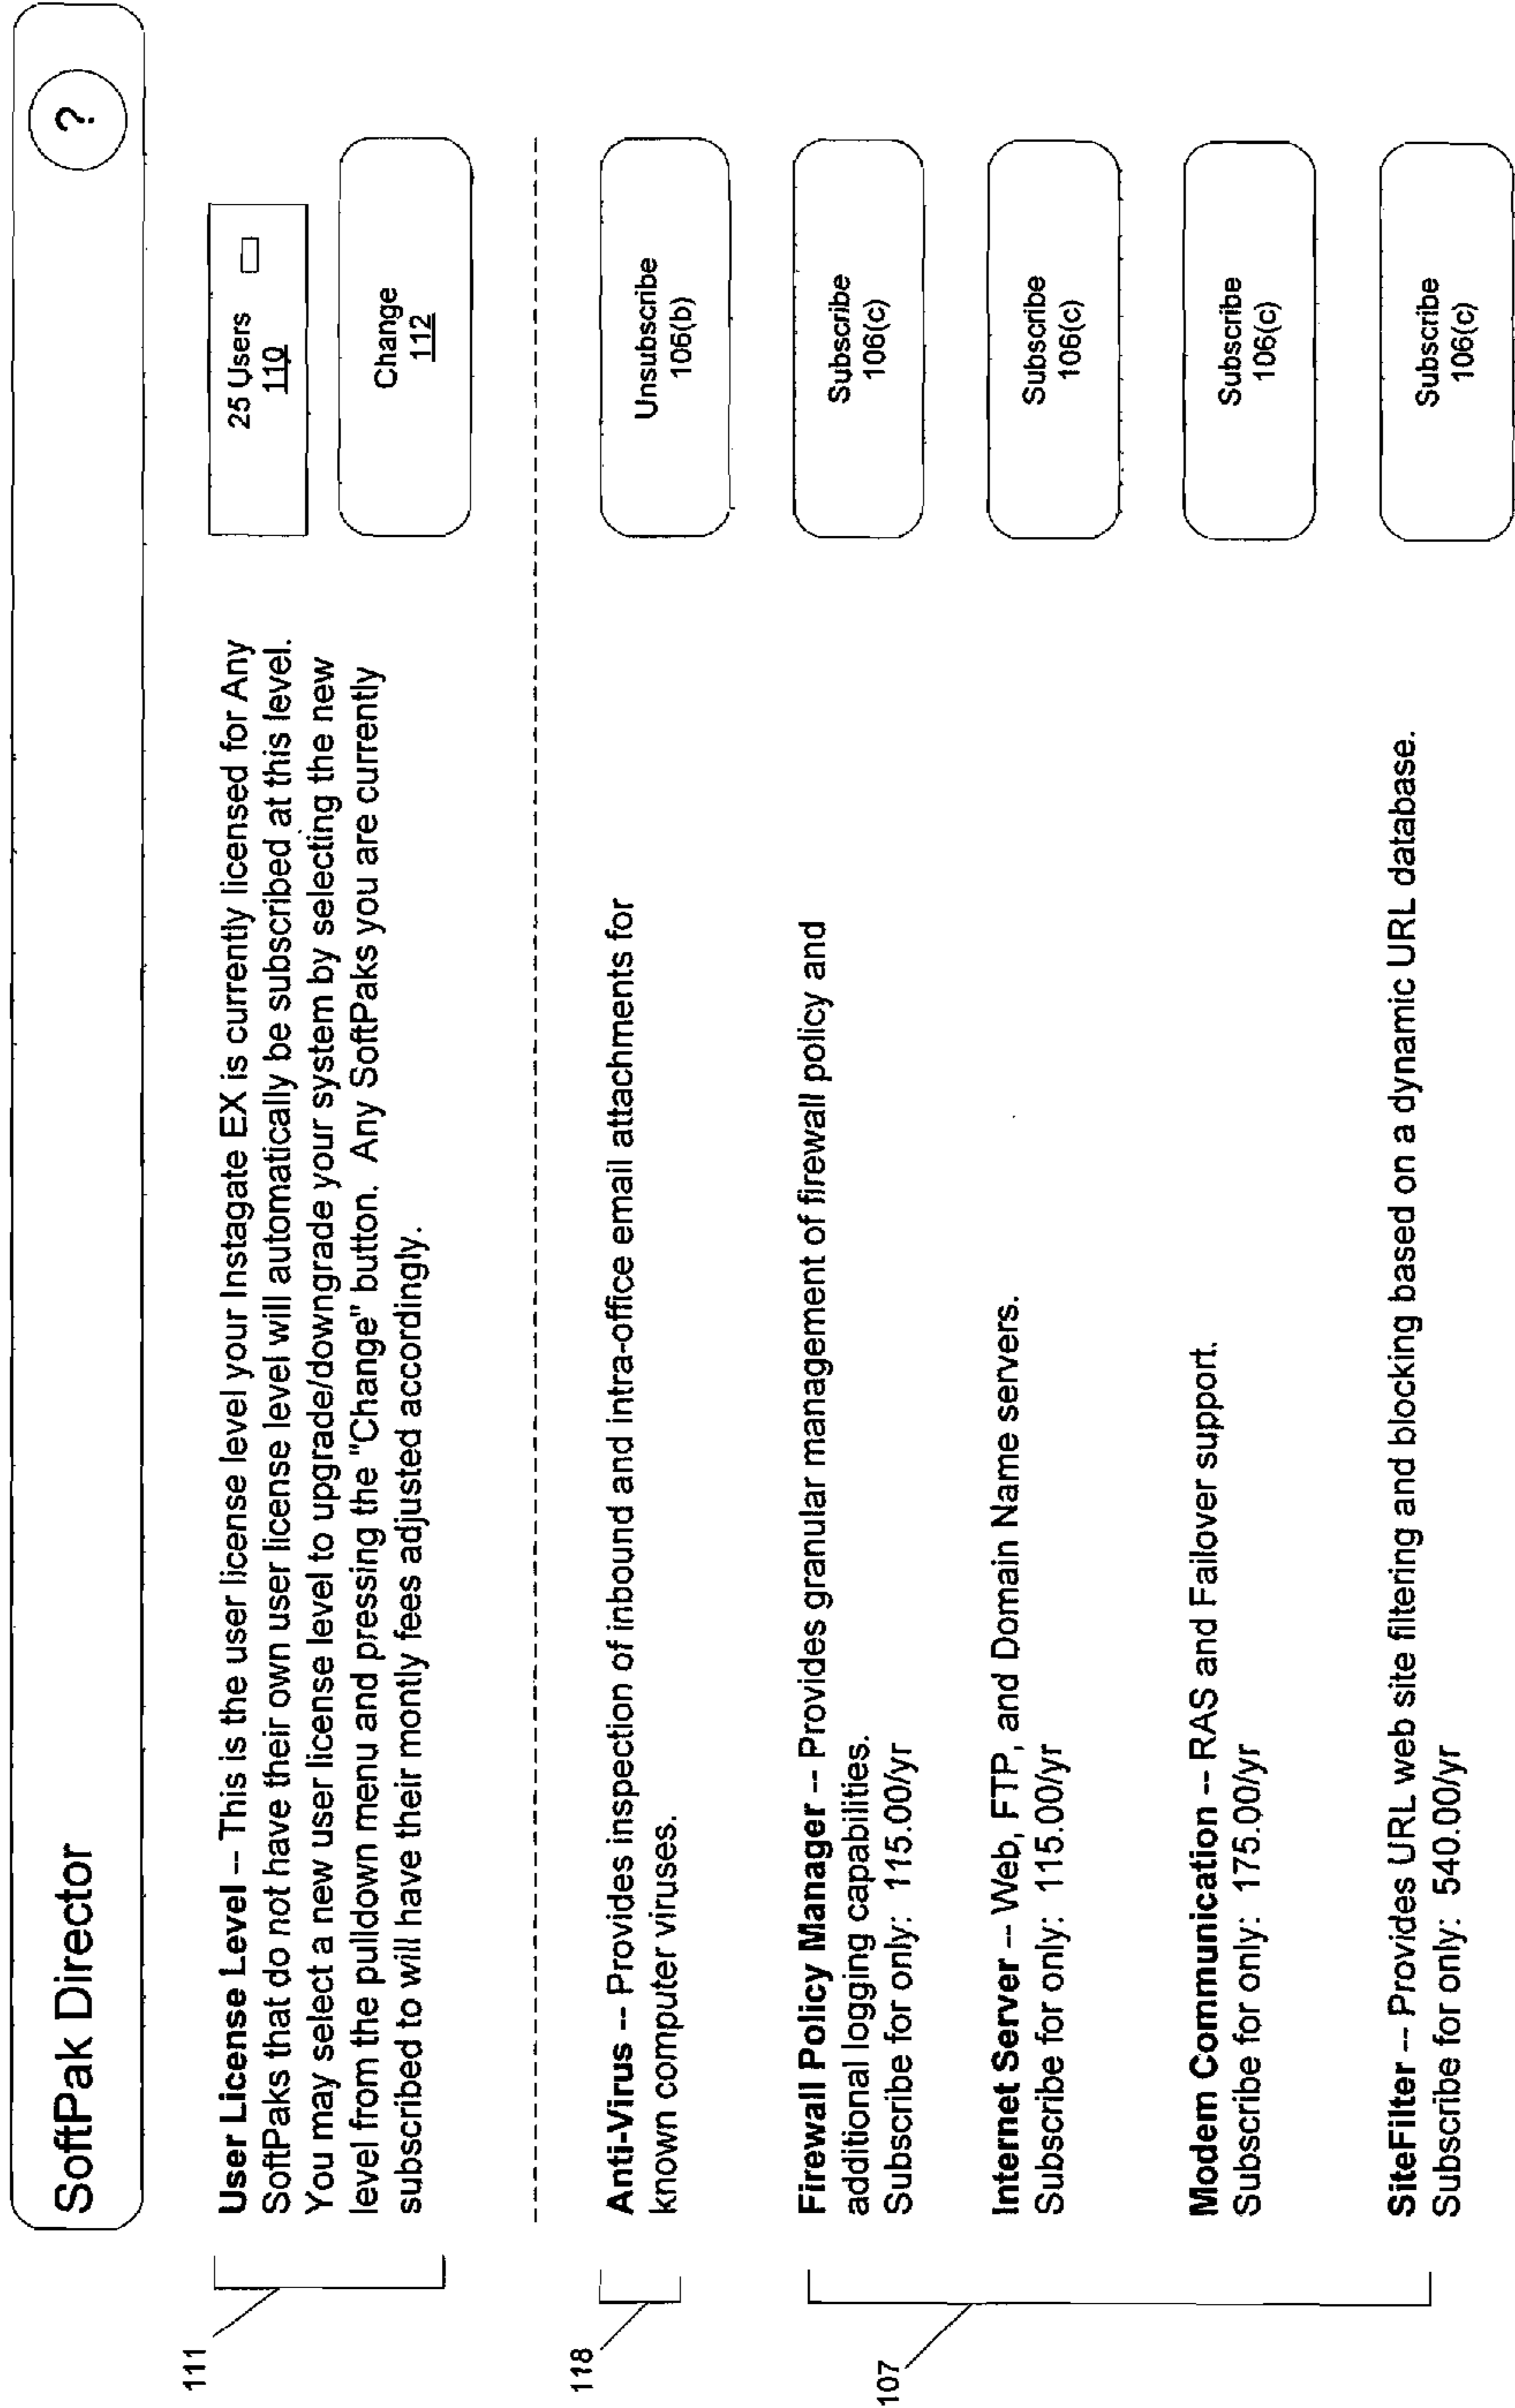 SoftPak Director
?
111
User License Level -- This is the user license level your Instagate EX is currently licensed for Any
SoftPaks that do not have their own user license level will automatically be subscribed at this level.
You may select a new user license level to upgrade/downgrade your system by selecting the new
level from the pulldown menu and pressing the "Change" button. Any SoftPaks you are currently
subscribed to will have their montly fees adjusted accordingly.
25 Users
110
Change
112
118
Anti-Virus -- Provides inspection of inbound and intra-office email attachments for
known computer viruses.
Unsubscribe
106(b)
107
Firewall Policy Manager -- Provides granular management of firewall policy and
additional logging capabilities.
Subscribe for only: 115.00/yr
Subscribe
106(c)
Internet Server -- Web, FTP, and Domain Name servers.
Subscribe for only: 115.00/yr
Subscribe
106(c)
Modem Communication -- RAS and Failover support.
Subscribe for only: 175.00/yr
Subscribe
106(c)
SiteFilter -- Provides URL web site filtering and blocking based on a dynamic URL database.
Subscribe for only: 540.00/yr
Subscribe
106(c)